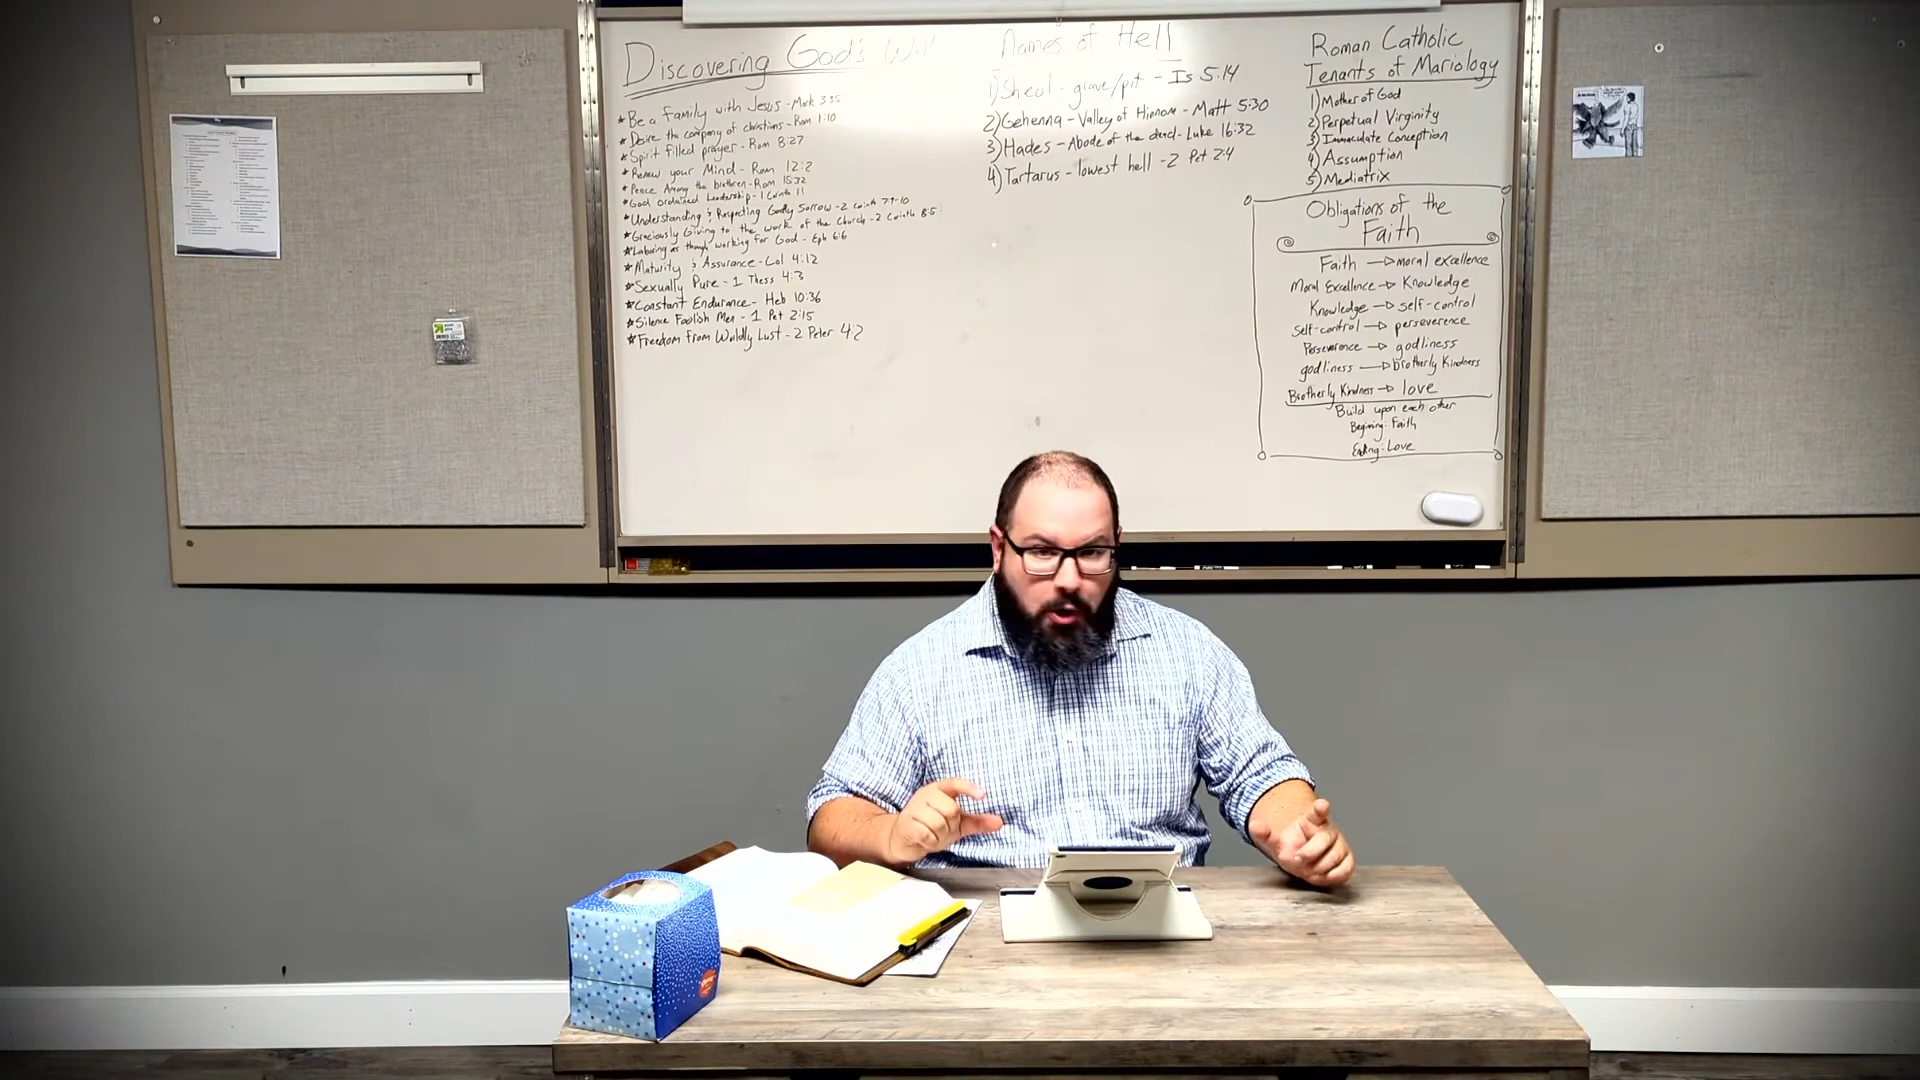 Discovering God's Will
★Be a Family with Jesus - Mark 3:35
★Desire the company of christians - Rom 1:10
★Spirit filled prayer - Rom 8:27
★Renew your Mind - Rom 12:2
★Peace Among the brethren - Rom 15:32
★God ordained Leadership - 1 Corinth 1:1
★Understanding & Respecting Godly Sorrow - 2 Corinth 7:9-10
★Graciously Giving to the work of the Church - 2 Corinth 8:5
★Laboring as though working for God - Eph 6:6
★Maturity & Assurance - Col 4:12
★Sexually Pure - 1 Thess 4:3
★Constant Endurance - Heb 10:36
★Silence Foolish Men - 1 Pet 2:15
★Freedom from Worldly Lust - 2 Peter 4:2
Names of Hell
1) Sheol - grave/pit - Is 5:14
2) Gehenna - Valley of Hinnom - Matt 5:30
3) Hades - Abode of the dead - Luke 16:32
4) Tartarus - lowest hell - 2 Pet 2:4
Roman Catholic
Tenants of Mariology
1) Mother of God
2) Perpetual Virginity
3) Immaculate Conception
4) Assumption
5) Mediatrix
Obligations of the
Faith
Faith → moral excellence
Moral Excellence → Knowledge
Knowledge → self-control
Self-control → perseverence
Perseverence → godliness
godliness → brotherly Kindness
Brotherly Kindness → love
Build upon each other
Begining: Faith
Ending: Love